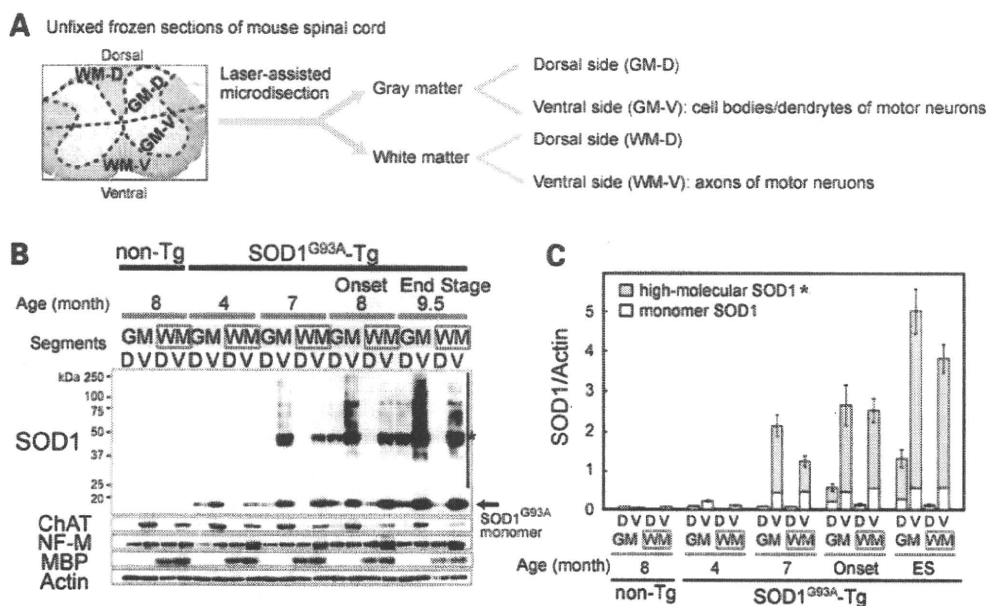 A Unfixed frozen sections of mouse spinal cord
Dorsal
WM-D
GM-D
GM-V
WM-V
Ventral
Laser-assisted
microdisection
Gray matter
White matter
Dorsal side (GM-D)
Ventral side (GM-V): cell bodies/dendrytes of motor neurons
Dorsal side (WM-D)
Ventral side (WM-V): axons of motor neruons
B
non-Tg SOD1G93A-Tg
Onset End Stage
Age (month) 8 4 7 8 9.5
Segments GM WM GM WM GM WM GM WM GM WM
D V D V D V D V D V D V D V D V D V D V
kDa 250
100
75
50
37
25
20
SOD1
*
SOD1G93A
monomer
ChAT
NF-M
MBP
Actin
C
high-molecular SOD1*
monomer SOD1
SOD1/Actin
5
4
3
2
1
0
D V D V D V D V D V D V D V D V D V D V
GM WM GM WM GM WM GM WM GM WM
Age (month) 8 4 7 Onset ES
non-Tg SOD1G93A-Tg